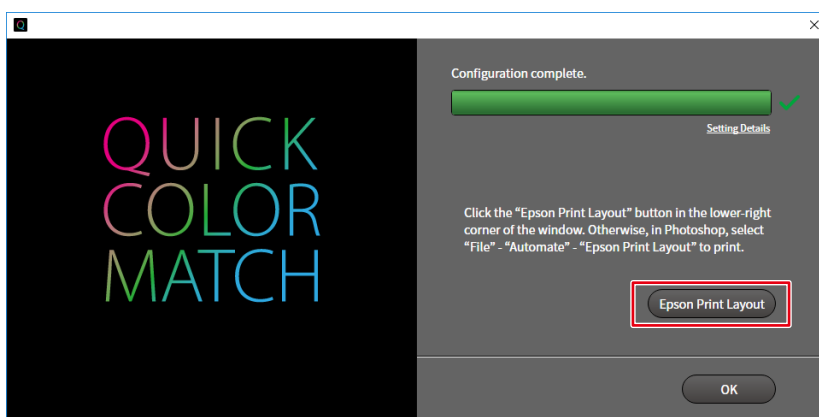 Q
QUICK
COLOR
MATCH
Configuration complete.
Setting Details
Click the “Epson Print Layout” button in the lower-right
corner of the window. Otherwise, in Photoshop, select
“File” - “Automate” - “Epson Print Layout” to print.
Epson Print Layout
OK